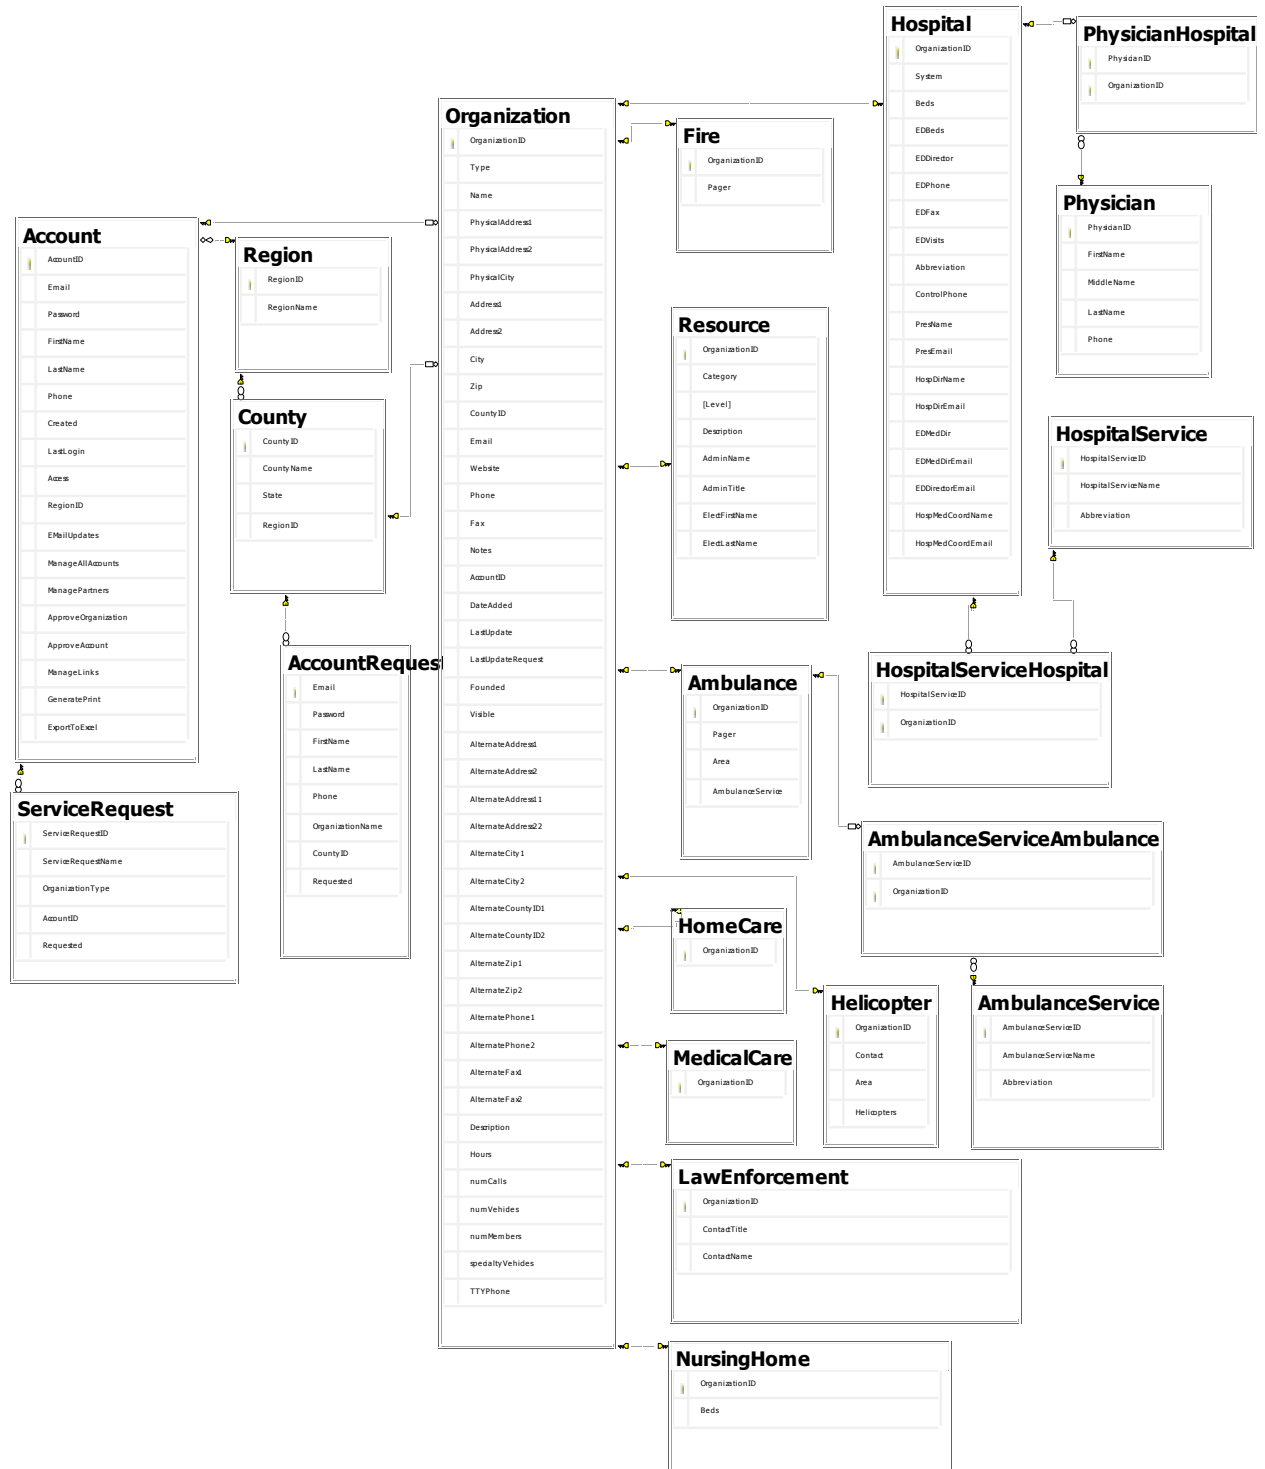 Hospital
OrganizationID
System
Beds
EDBeds
EDDirector
EDPhone
EDFax
EDVisits
Abbreviation
ControlPhone
PresName
PresEmail
HospDirName
HospDirEmail
EDMedDir
EDMedDirEmail
EDDirectorEmail
HospMedCoordName
HospMedCoordEmail
PhysicianHospital
PhysicianID
OrganizationID
Organization
OrganizationID
Type
Name
PhysicalAddress1
PhysicalAddress2
PhysicalCity
Address1
Address2
City
Zip
CountyID
Email
Website
Phone
Fax
Notes
AccountID
DateAdded
LastUpdate
LastUpdateRequest
Founded
Visible
AlternateAddress1
AlternateAddress2
AlternateAddress11
AlternateAddress22
AlternateCity1
AlternateCity2
AlternateCountyID1
AlternateCountyID2
AlternateZip1
AlternateZip2
AlternatePhone1
AlternatePhone2
AlternateFax1
AlternateFax2
Description
Hours
numCalls
numVehicles
numMembers
specialtyVehicles
TTYPhone
Fire
OrganizationID
Pager
Physician
PhysicianID
FirstName
MiddleName
LastName
Phone
Account
AccountID
Email
Password
FirstName
LastName
Phone
Created
LastLogin
Access
RegionID
EMailUpdates
ManageAllAccounts
ManagePartners
ApproveOrganization
ApproveAccount
ManageLinks
GeneratePrint
ExportToExcel
Region
RegionID
RegionName
Resource
OrganizationID
Category
[Level]
Description
AdminName
AdminTitle
ElectFirstName
ElectLastName
County
CountyID
CountyName
State
RegionID
HospitalService
HospitalServiceID
HospitalServiceName
Abbreviation
AccountRequest
Email
Password
FirstName
LastName
Phone
OrganizationName
CountyID
Requested
HospitalServiceHospital
HospitalServiceID
OrganizationID
Ambulance
OrganizationID
Pager
Area
AmbulanceService
ServiceRequest
ServiceRequestID
ServiceRequestName
OrganizationType
AccountID
Requested
AmbulanceServiceAmbulance
AmbulanceServiceID
OrganizationID
HomeCare
OrganizationID
Helicopter
OrganizationID
Contact
Area
Helicopters
AmbulanceService
AmbulanceServiceID
AmbulanceServiceName
Abbreviation
MedicalCare
OrganizationID
LawEnforcement
OrganizationID
ContactTitle
ContactName
NursingHome
OrganizationID
Beds